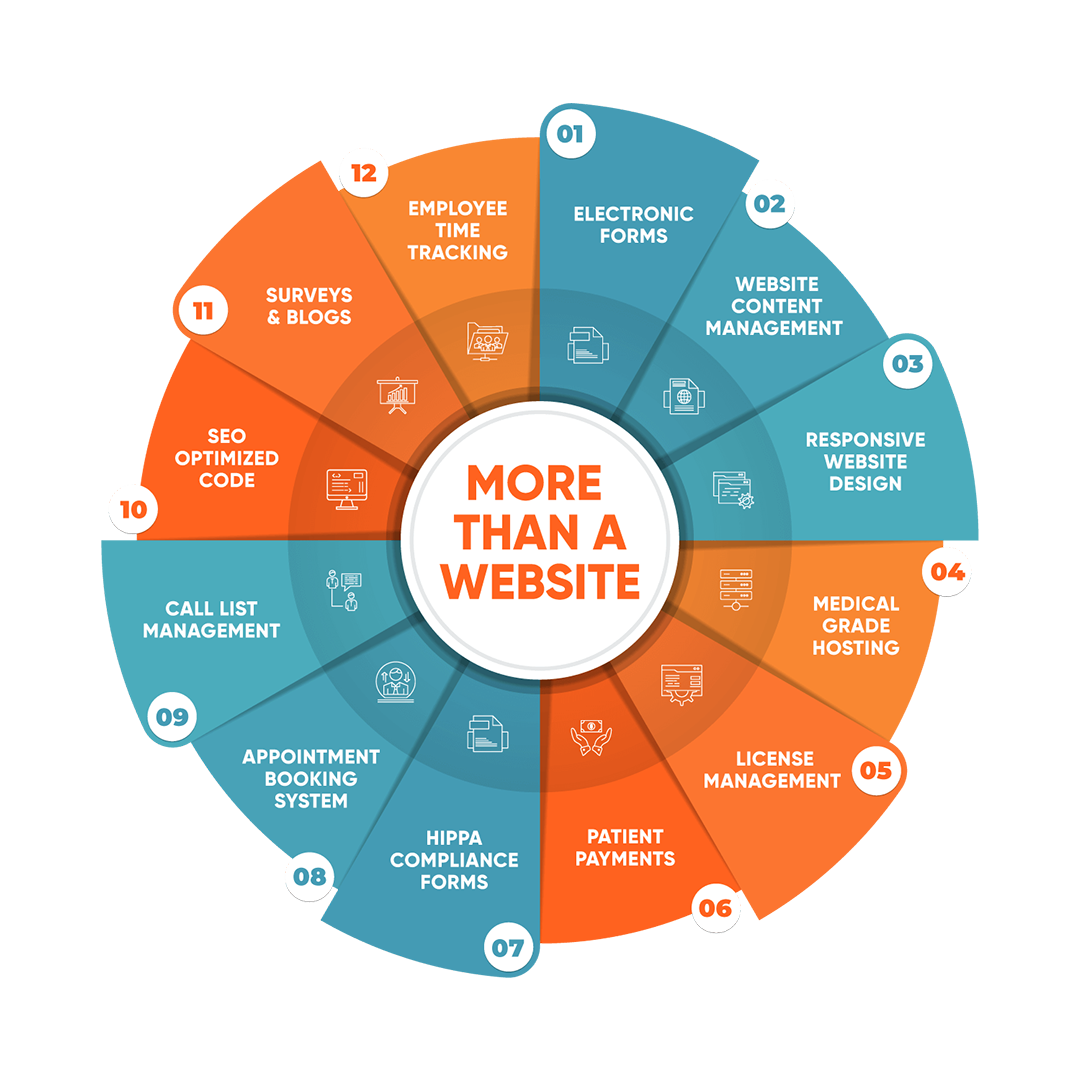 MORE
THAN A
WEBSITE
01
ELECTRONIC
FORMS
02
WEBSITE
CONTENT
MANAGEMENT
03
RESPONSIVE
WEBSITE
DESIGN
04
MEDICAL
GRADE
HOSTING
05
LICENSE
MANAGEMENT
06
PATIENT
PAYMENTS
07
HIPPA
COMPLIANCE
FORMS
08
APPOINTMENT
BOOKING
SYSTEM
09
CALL LIST
MANAGEMENT
10
SEO
OPTIMIZED
CODE
11
SURVEYS
& BLOGS
12
EMPLOYEE
TIME
TRACKING